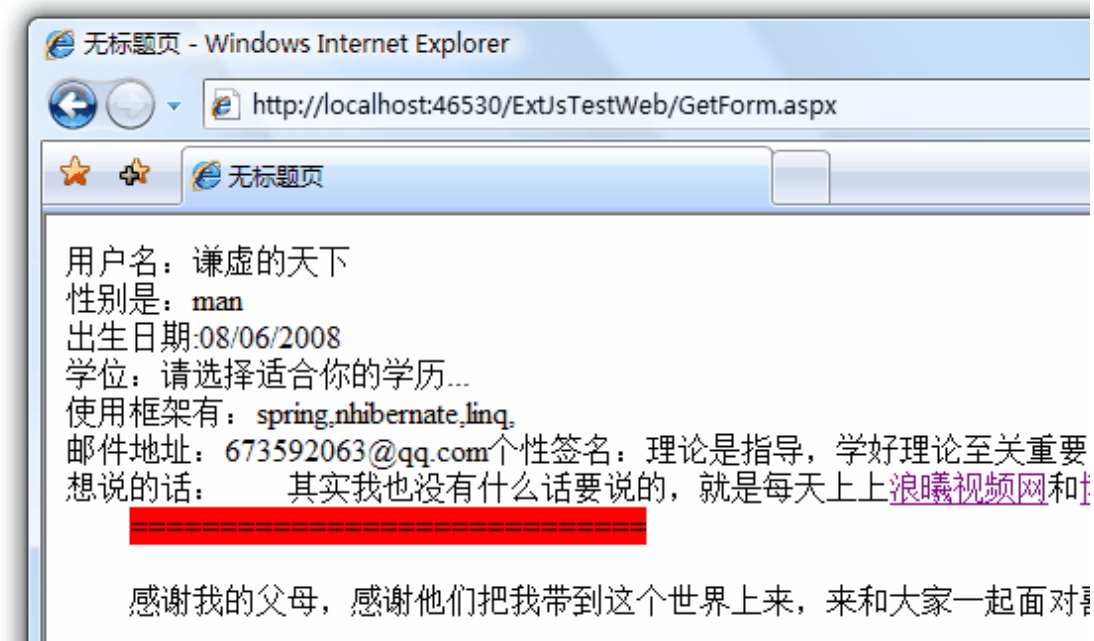 无标题页 - Windows Internet Explorer
http://localhost:46530/ExtJsTestWeb/GetForm.aspx
无标题页
用户名：谦虚的天下
性别是：man
出生日期:08/06/2008
学位：请选择适合你的学历...
使用框架有：spring,nhibernate,linq,
邮件地址：673592063@qq.com个性签名：理论是指导，学好理论至关重要
想说的话：　　其实我也没有什么话要说的，就是每天上上浪曦视频网和
=============================
感谢我的父母，感谢他们把我带到这个世界上来，来和大家一起面对